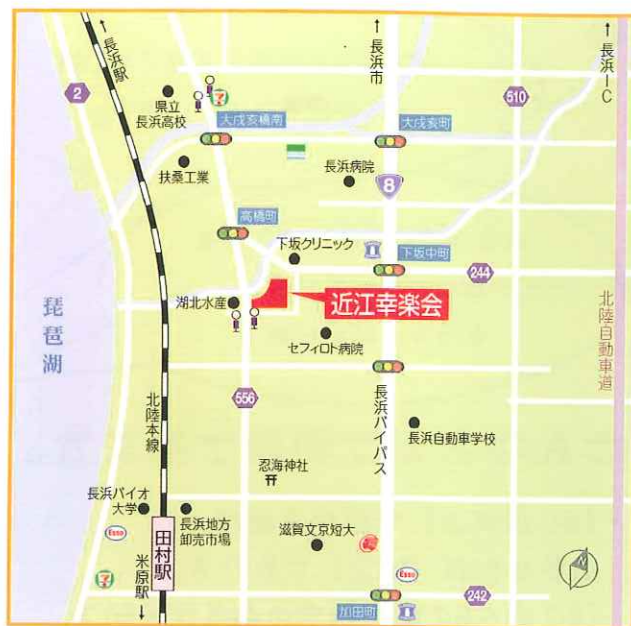 長浜駅
長浜市
長浜IC
2
510
県立
長浜高校
7
大戌亥橋南
大戌亥町
扶桑工業
長浜病院
8
高橋町
下坂クリニック
下坂中町
244
琵琶湖
湖北水産
近江幸楽会
セフィロト病院
北陸自動車道
北陸本線
556
長浜バイパス
長浜自動車学校
忍海神社
長浜バイオ
大学
長浜地方
卸売市場
滋賀文京短大
Esso
田村駅
7
米原駅
Esso
242
加田町